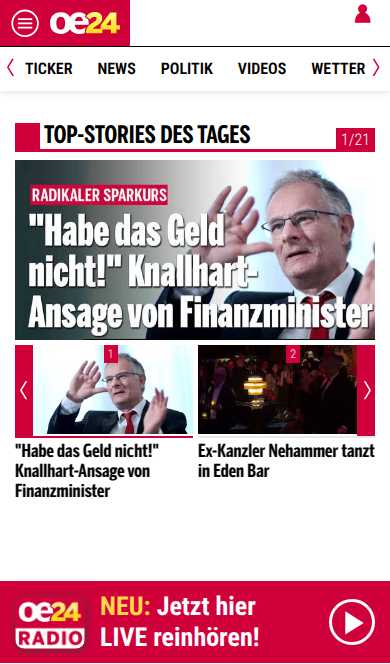 oe24
TICKER NEWS POLITIK VIDEOS WETTER
TOP-STORIES DES TAGES
1/21
RADIKALER SPARKURS
"Habe das Geld
nicht!" Knallhart-
Ansage von Finanzminister
1
2
"Habe das Geld nicht!"
Knallhart-Ansage von
Finanzminister
Ex-Kanzler Nehammer tanzt
in Eden Bar
oe24
RADIO
NEU: Jetzt hier
LIVE reinhören!